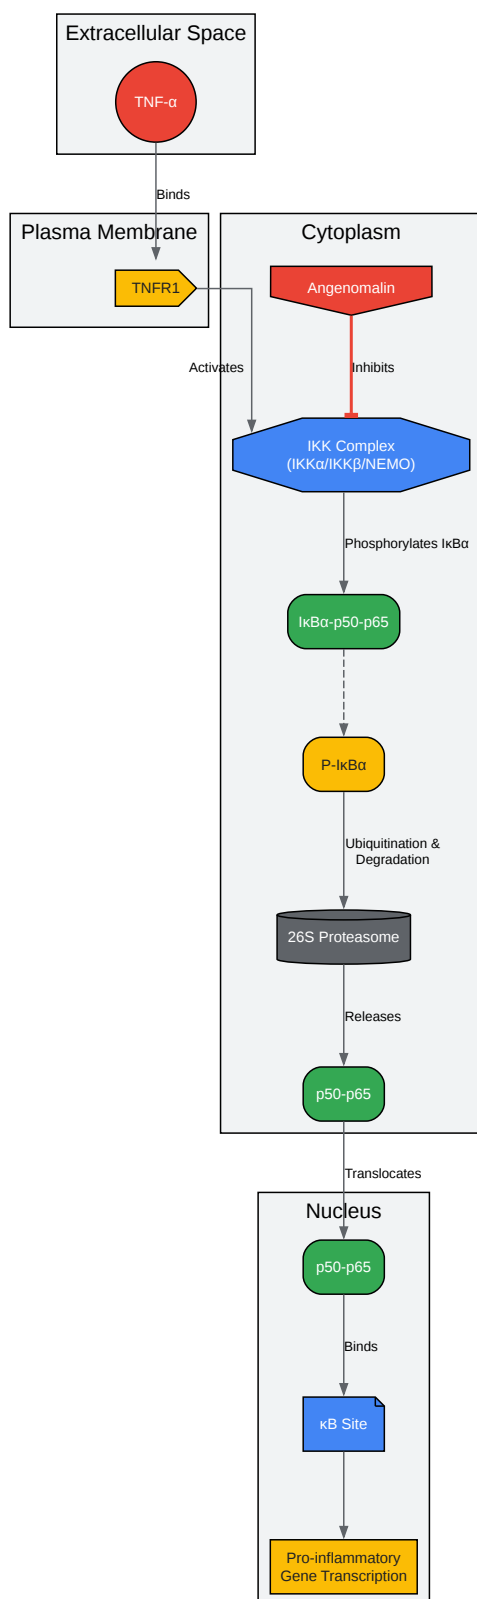 Extracellular Space
TNF-α
Binds
Plasma Membrane
TNFR1
Activates
Cytoplasm
Angenomalin
Inhibits
IKK Complex
(IKKα/IKKβ/NEMO)
Phosphorylates IκBα
IκBα-p50-p65
P-IκBα
Ubiquitination &
Degradation
26S Proteasome
Releases
p50-p65
Translocates
Nucleus
p50-p65
Binds
κB Site
Pro-inflammatory
Gene Transcription